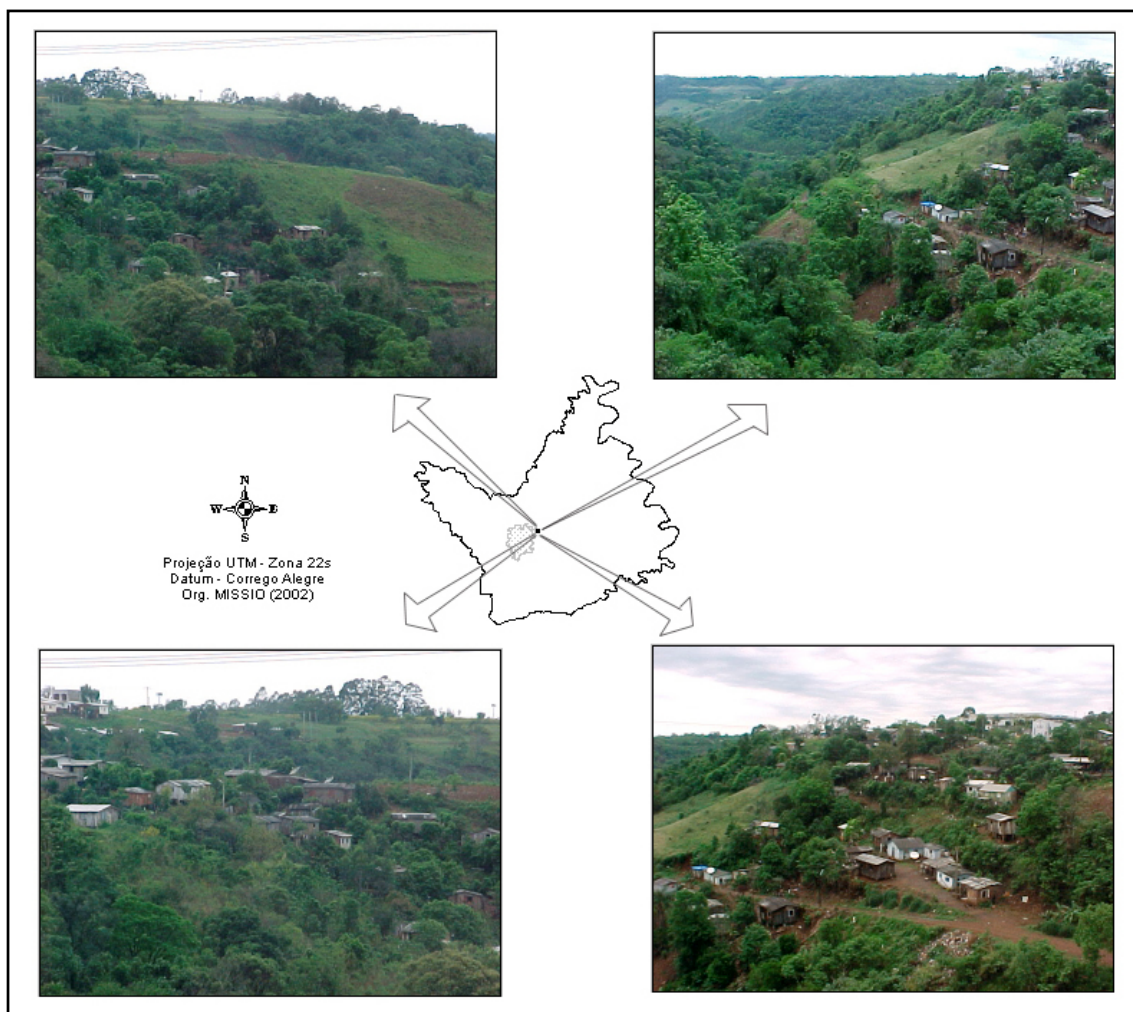 N
W E
S
Projeção UTM - Zona 22s
Datum - Corrego Alegre
Org. MISSIO (2002)